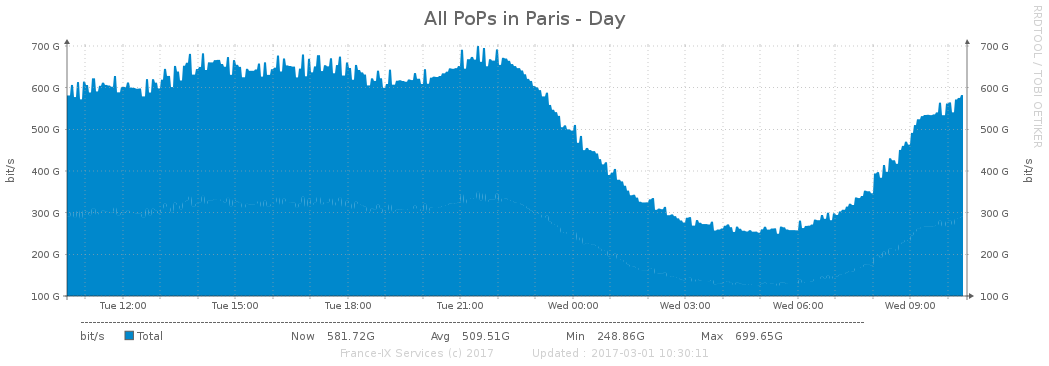 All PoPs in Paris - Day
RRDTOOL / TOBI OETIKER
bit/s
700 G 700 G
600 G 600 G
500 G 500 G
400 G 400 G
300 G 300 G
200 G 200 G
100 G 100 G
bit/s
Tue 12:00 Tue 15:00 Tue 18:00 Tue 21:00 Wed 00:00 Wed 03:00 Wed 06:00 Wed 09:00
bit/s Total Now 581.72G Avg 509.51G Min 248.86G Max 699.65G
France-IX Services (c) 2017 Updated : 2017-03-01 10:30:11